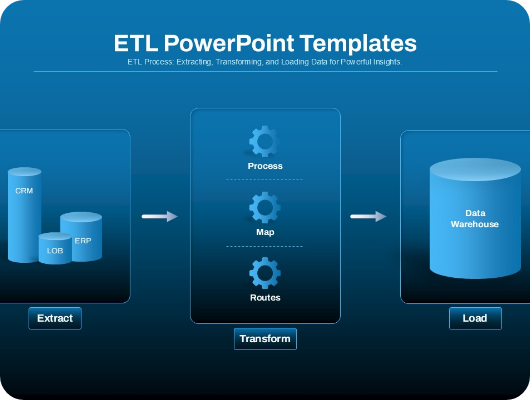 ETL PowerPoint Templates
ETL Process: Extracting, Transforming, and Loading Data for Powerful Insights.
CRM
LOB
ERP
Extract
Process
Map
Routes
Transform
Data
Warehouse
Load